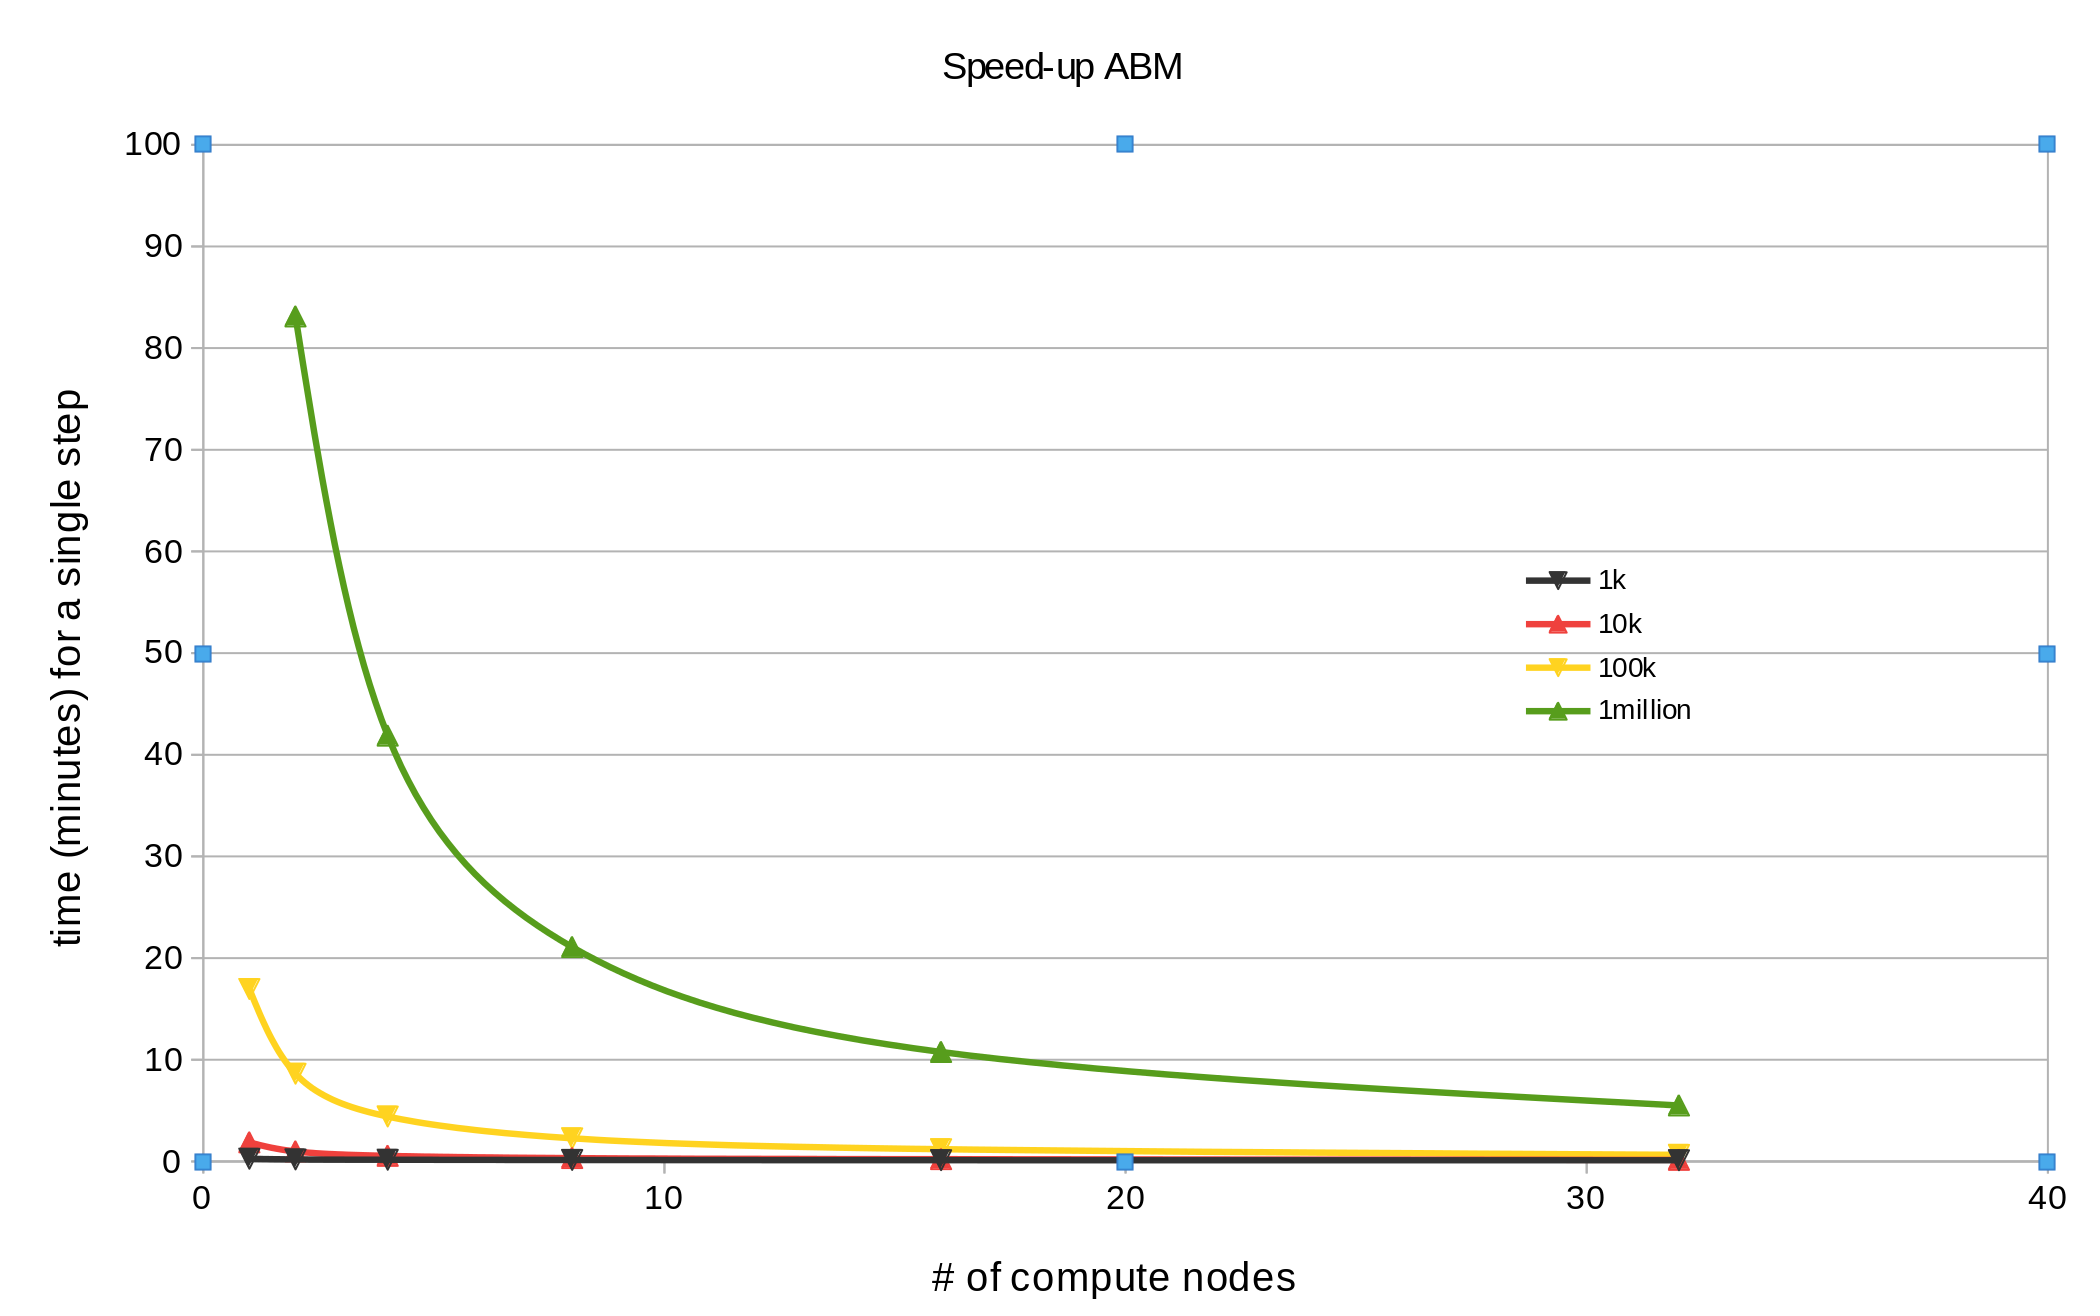 Speed-up ABM
100
90
80
70
60
50
40
30
20
10
0
time (minutes) for a single step
1k
10k
100k
1million
0 10 20 30 40
# of compute nodes